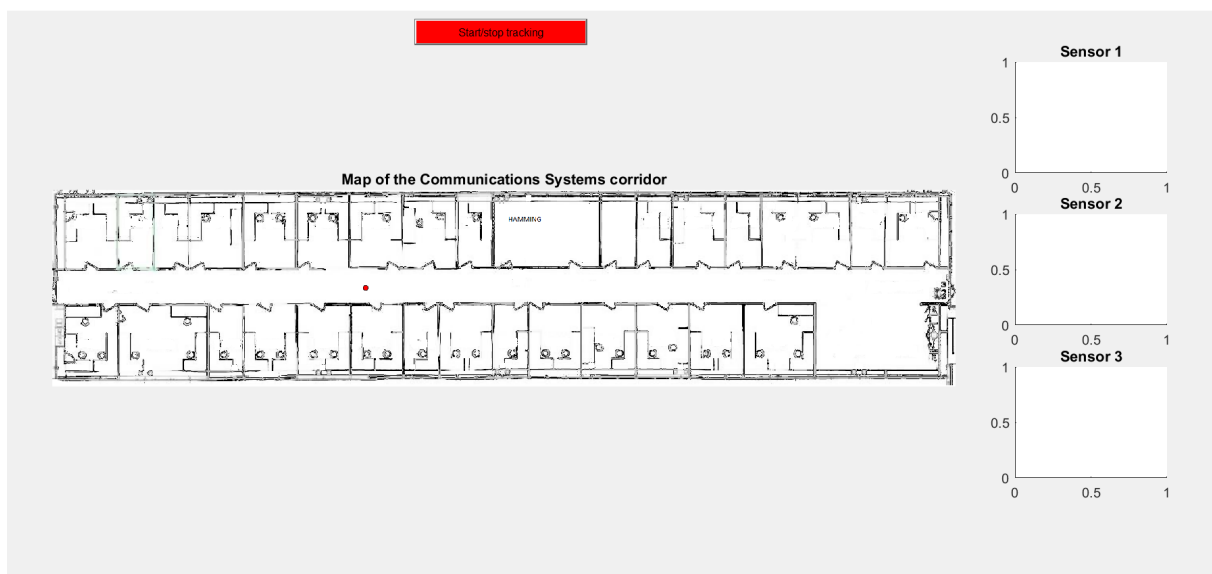 Start/stop tracking
Map of the Communications Systems corridor
HAMMING
Sensor 1
1
0.5
0
0 0.5 1
Sensor 2
1
0.5
0
0 0.5 1
Sensor 3
1
0.5
0
0 0.5 1